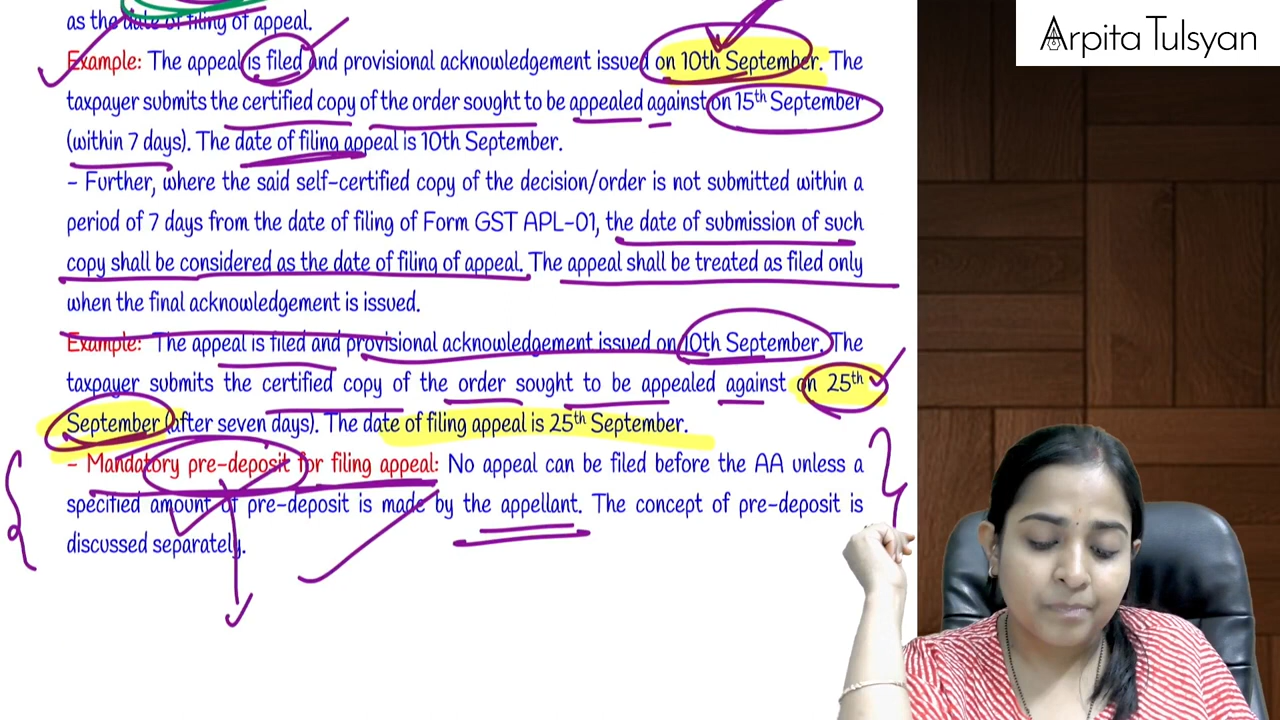 as the date of filing of appeal.
Arpita Tulsyan
Example: The appeal is filed and provisional acknowledgement issued on 10th September. The
taxpayer submits the certified copy of the order sought to be appealed against on 15th September
(within 7 days). The date of filing appeal is 10th September.
- Further, where the said self-certified copy of the decision/order is not submitted within a
period of 7 days from the date of filing of Form GST APL-01, the date of submission of such
copy shall be considered as the date of filing of appeal. The appeal shall be treated as filed only
when the final acknowledgement is issued.
Example: The appeal is filed and provisional acknowledgement issued on 10th September. The
taxpayer submits the certified copy of the order sought to be appealed against on 25th
September (after seven days). The date of filing appeal is 25th September.
- Mandatory pre-deposit for filing appeal: No appeal can be filed before the AA unless a
specified amount of pre-deposit is made by the appellant. The concept of pre-deposit is
discussed separately.